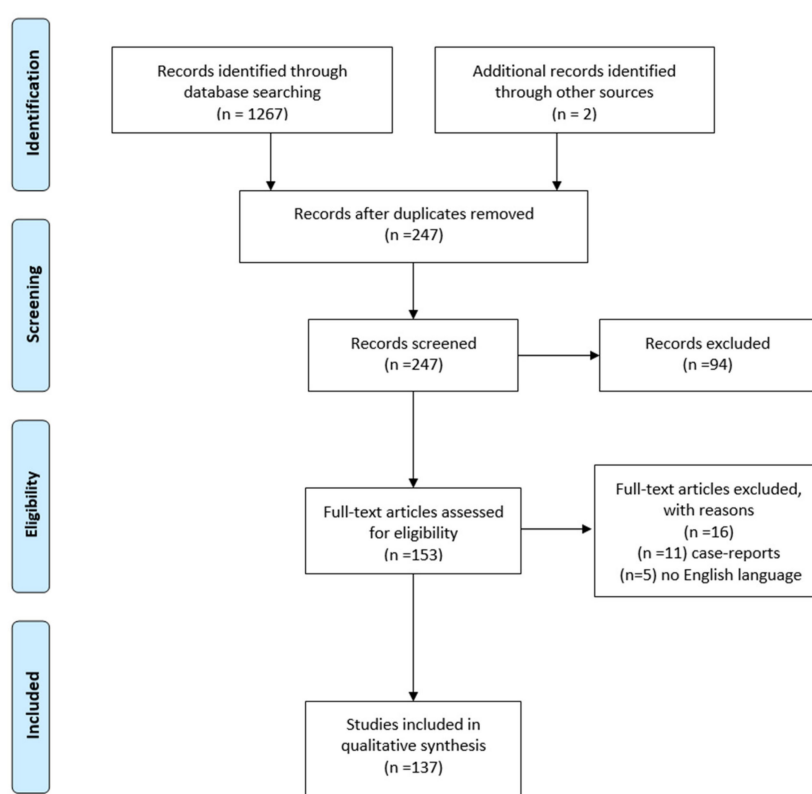 Identification
Records identified through
database searching
(n = 1267)
Additional records identified
through other sources
(n = 2)
Records after duplicates removed
(n =247)
Screening
Records screened
(n =247)
Records excluded
(n =94)
Eligibility
Full-text articles assessed
for eligibility
(n =153)
Full-text articles excluded,
with reasons
(n =16)
(n =11) case-reports
(n=5) no English language
Included
Studies included in
qualitative synthesis
(n =137)